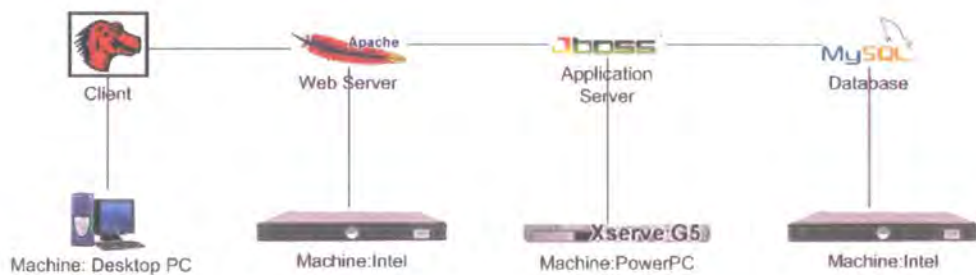 Apache
Jboss
MySQL
Client
Web Server
Application
Server
Database
Xserve G5
Machine: Desktop PC
Machine:Intel
Machine:PowerPC
Machine:Intel